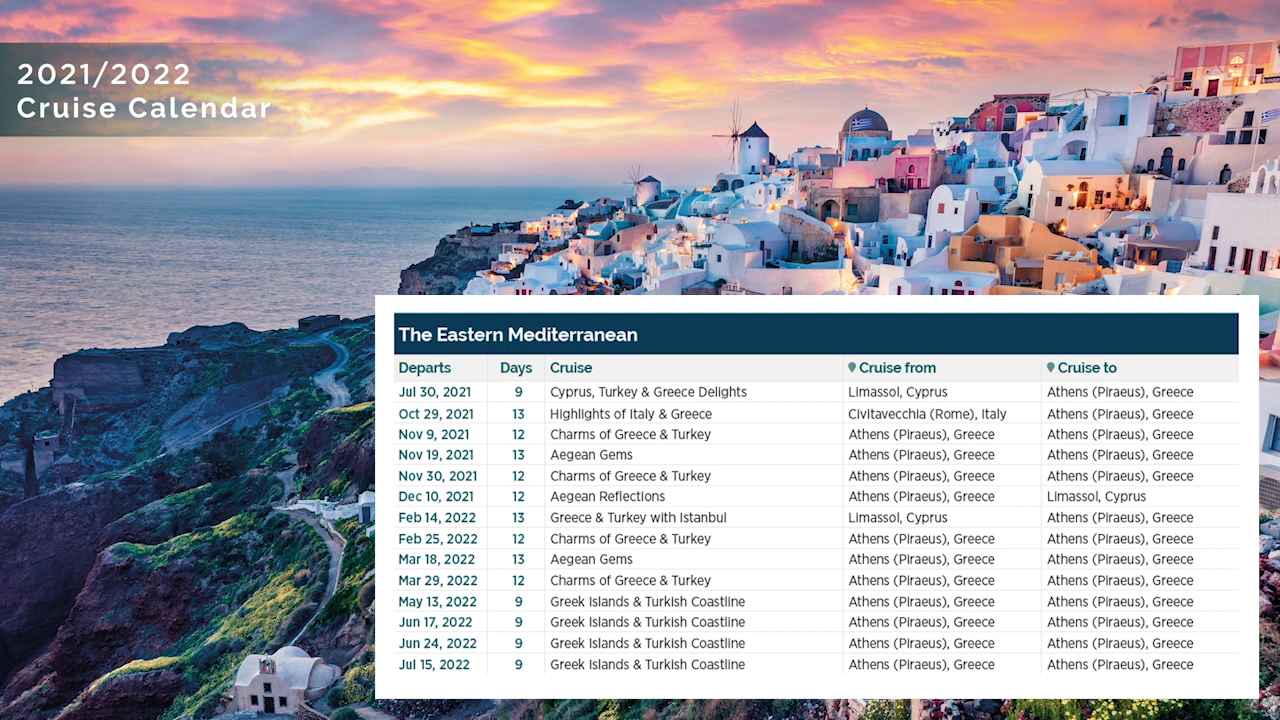 2021/2022
Cruise Calendar
The Eastern Mediterranean
Departs Days Cruise Cruise from Cruise to
Jul 30, 2021 9 Cyprus, Turkey & Greece Delights Limassol, Cyprus Athens (Piraeus), Greece
Oct 29, 2021 13 Highlights of Italy & Greece Civitavecchia (Rome), Italy Athens (Piraeus), Greece
Nov 9, 2021 12 Charms of Greece & Turkey Athens (Piraeus), Greece Athens (Piraeus), Greece
Nov 19, 2021 13 Aegean Gems Athens (Piraeus), Greece Athens (Piraeus), Greece
Nov 30, 2021 12 Charms of Greece & Turkey Athens (Piraeus), Greece Athens (Piraeus), Greece
Dec 10, 2021 12 Aegean Reflections Athens (Piraeus), Greece Limassol, Cyprus
Feb 14, 2022 13 Greece & Turkey with Istanbul Limassol, Cyprus Athens (Piraeus), Greece
Feb 25, 2022 12 Charms of Greece & Turkey Athens (Piraeus), Greece Athens (Piraeus), Greece
Mar 18, 2022 13 Aegean Gems Athens (Piraeus), Greece Athens (Piraeus), Greece
Mar 29, 2022 12 Charms of Greece & Turkey Athens (Piraeus), Greece Athens (Piraeus), Greece
May 13, 2022 9 Greek Islands & Turkish Coastline Athens (Piraeus), Greece Athens (Piraeus), Greece
Jun 17, 2022 9 Greek Islands & Turkish Coastline Athens (Piraeus), Greece Athens (Piraeus), Greece
Jun 24, 2022 9 Greek Islands & Turkish Coastline Athens (Piraeus), Greece Athens (Piraeus), Greece
Jul 15, 2022 9 Greek Islands & Turkish Coastline Athens (Piraeus), Greece Athens (Piraeus), Greece